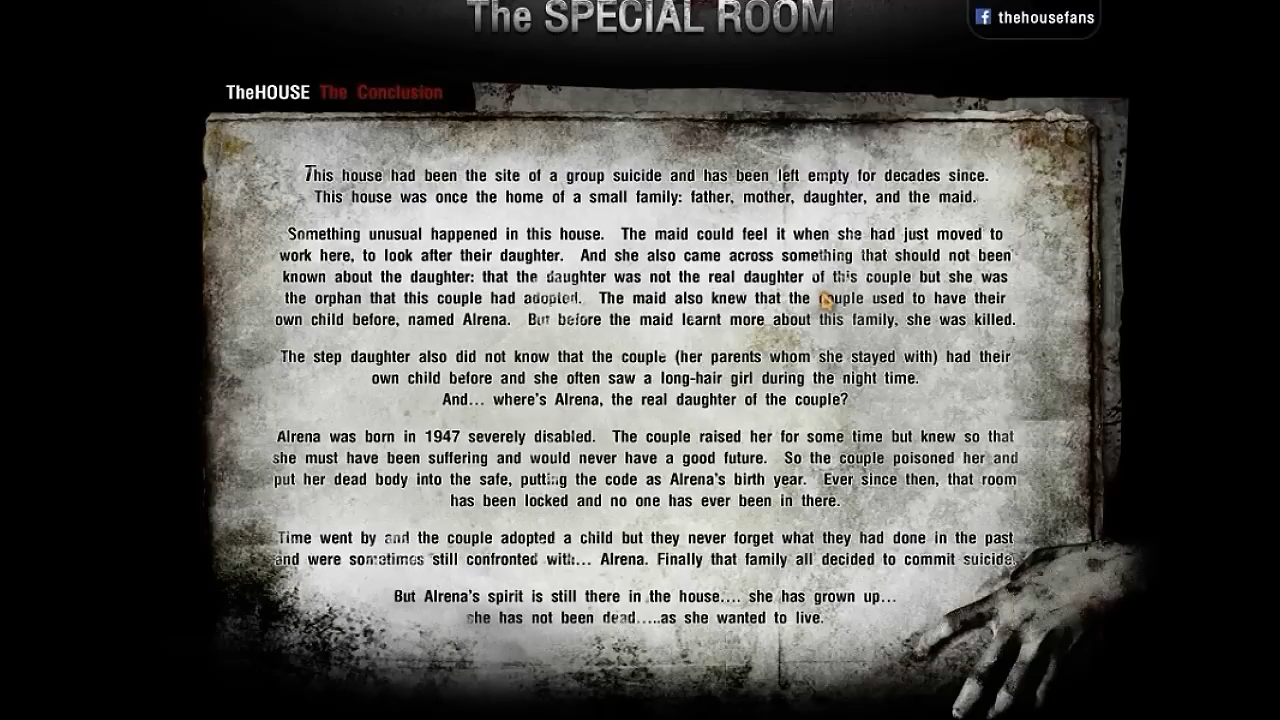 The SPECIAL ROOM
thehousefans
TheHOUSE The Conclusion
This house had been the site of a group suicide and has been left empty for decades since.
This house was once the home of a small family: father, mother, daughter, and the maid.
Something unusual happened in this house. The maid could feel it when she had just moved to
work here, to look after their daughter. And she also came across something that should not been
known about the daughter: that the daughter was not the real daughter of this couple but she was
the orphan that this couple had adopted. The maid also knew that the couple used to have their
own child before, named Alrena. But before the maid learnt more about this family, she was killed.
The step daughter also did not know that the couple (her parents whom she stayed with) had their
own child before and she often saw a long-hair girl during the night time.
And... where's Alrena, the real daughter of the couple?
Alrena was born in 1947 severely disabled. The couple raised her for some time but knew so that
she must have been suffering and would never have a good future. So the couple poisoned her and
put her dead body into the safe, putting the code as Alrena's birth year. Ever since then, that room
has been locked and no one has ever been in there.
Time went by and the couple adopted a child but they never forget what they had done in the past
and were sometimes still confronted with... Alrena. Finally that family all decided to commit suicide.
But Alrena's spirit is still there in the house.... she has grown up...
she has not been dead.....as she wanted to live.